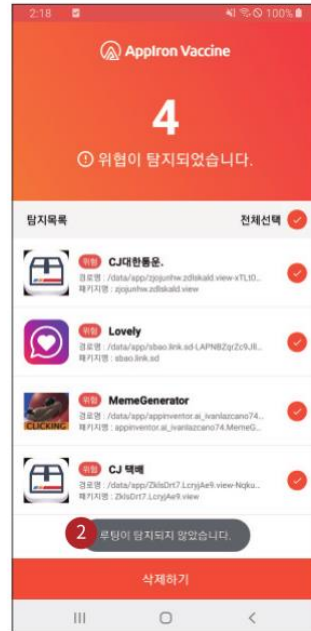 2:18 100%
AppIron Vaccine
4
위협이 탐지되었습니다.
탐지목록 전체선택
위협 CJ대한통운.
경로명 : /data/app/zjojunhw.zdlskald.view-xTLt0...
패키지명 : zjojunhw.zdlskald.view
위협 Lovely
경로명 : /data/app/sbao.link.sd-LAPNBZqrZc9J8...
패키지명 : sbao.link.sd
CLICKING
위협 MemeGenerator
경로명 : /data/app/appinventor.ai_ivanlazcano74...
패키지명 : appinventor.ai_ivanlazcano74.MemeG...
위협 CJ 택배
경로명 : /data/app/ZklsDrt7.LcryjAe9.view-Nqku...
패키지명 : ZklsDrt7.LcryjAe9.view
2 루팅이 탐지되지 않았습니다.
삭제하기